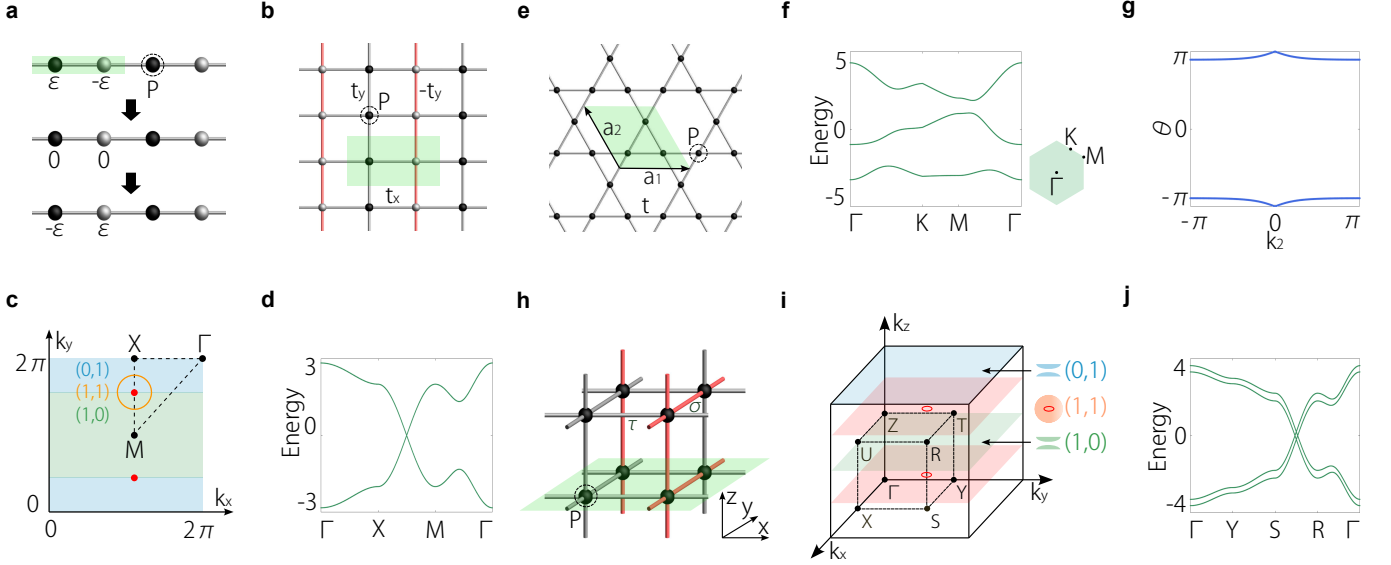 a
ε
-ε
P
0
0
-ε
ε
b
t_y
-t_y
P
t_x
e
a_2
P
a_1
t
f
5
0
-5
Energy
Γ
K
M
Γ
K
M
Γ
g
π
0
-π
θ
-π
0
π
k_2
c
k_y
2π
X
Γ
(0,1)
(1,1)
(1,0)
M
0
k_x
0
2π
d
3
0
-3
Energy
Γ
X
M
Γ
h
σ
τ
P
z
y
x
i
k_z
(0,1)
(1,1)
(1,0)
Z
T
U
R
Γ
Y
k_y
X
S
k_x
j
4
0
-4
Energy
Γ
Y
S
R
Γ